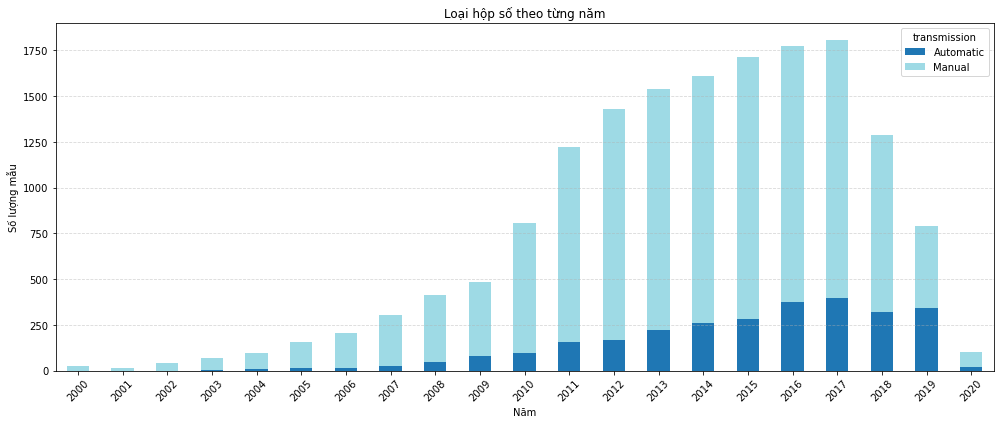 Loại hộp số theo từng năm
transmission
Automatic
Manual
Số lượng mẫu
1750
1500
1250
1000
750
500
250
0
2000 2001 2002 2003 2004 2005 2006 2007 2008 2009 2010 2011 2012 2013 2014 2015 2016 2017 2018 2019 2020
Năm